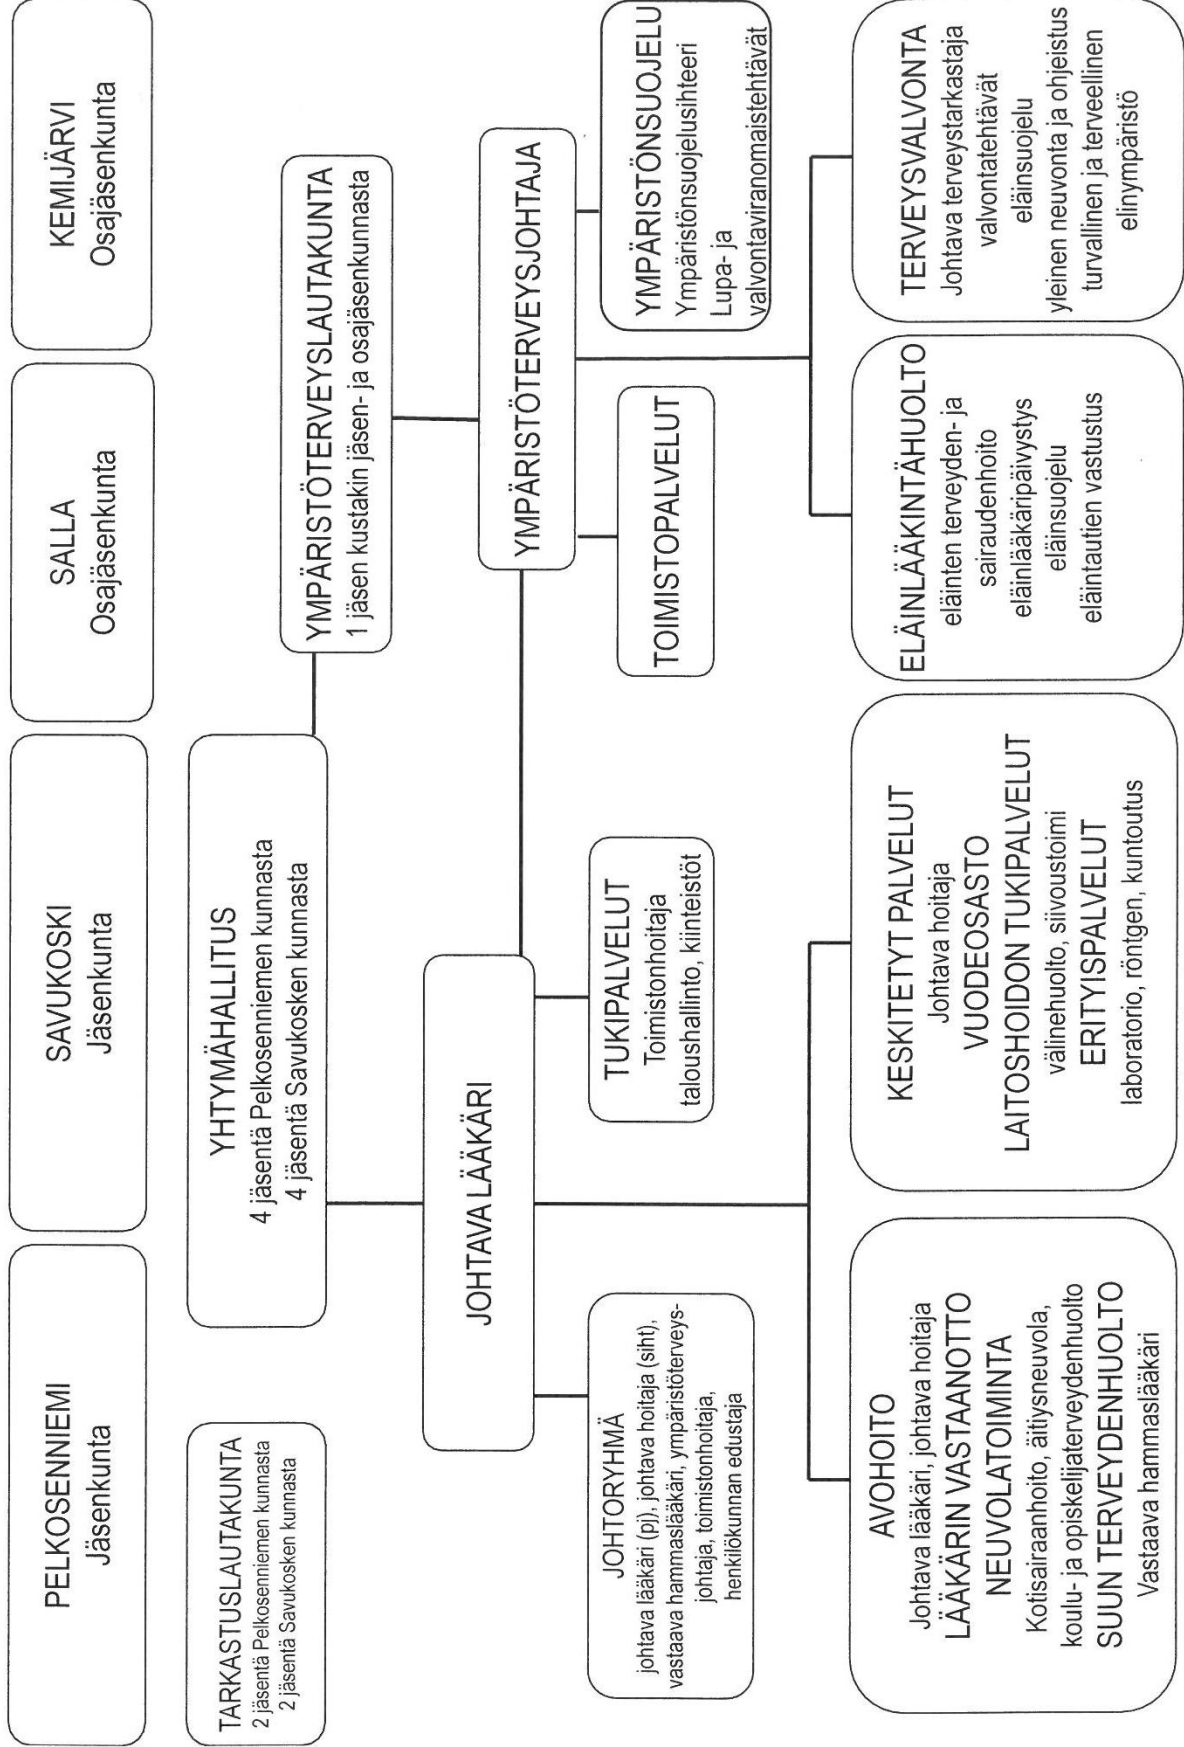 PELKOSENNIEMI
Jäsenkunta
SAVUKOSKI
Jäsenkunta
SALLA
Osajäsenkunta
KEMIJÄRVI
Osajäsenkunta
TARKASTUSLAUTAKUNTA
2 jäsentä Pelkosenniemen kunnasta
2 jäsentä Savukosken kunnasta
YHTYMÄHALLITUS
4 jäsentä Pelkosenniemen kunnasta
4 jäsentä Savukosken kunnasta
YMPÄRISTÖTERVEYSLAUTAKUNTA
1 jäsen kustakin jäsen- ja osajäsenkunnasta
JOHTAVA LÄÄKÄRI
YMPÄRISTÖTERVEYSJOHTAJA
JOHTORYHMÄ
johtava lääkäri (pj), johtava hoitaja (siht),
vastaava hammaslääkäri, ympäristöterveys-
johtaja, toimistonhoitaja,
henkilökunnan edustaja
TUKIPALVELUT
Toimistonhoitaja
taloushallinto, kiinteistöt
TOIMISTOPALVELUT
YMPÄRISTÖNSUOJELU
Ympäristönsuojelusihteeri
Lupa- ja
valvontaviranomaistehtävät
AVOHOITO
Johtava lääkäri, johtava hoitaja
LÄÄKÄRIN VASTAANOTTO
NEUVOLATOIMINTA
Kotisairaanhoito, äitiysneuvola,
koulu- ja opiskelijaterveydenhuolto
SUUN TERVEYDENHUOLTO
Vastaava hammaslääkäri
KESKITETYT PALVELUT
Johtava hoitaja
VUODEOSASTO
LAITOSHOIDON TUKIPALVELUT
välinehuolto, siivoustoimi
ERITYISPALVELUT
laboratorio, röntgen, kuntoutus
ELÄINLÄÄKINTÄHUOLTO
eläinten terveyden- ja
sairaudenhoito
eläinlääkäripäivystys
eläinsuojelu
eläintautien vastustus
TERVEYSVALVONTA
Johtava terveystarkastaja
valvontatehtävät
eläinsuojelu
yleinen neuvonta ja ohjeistus
turvallinen ja terveellinen
elinympäristö